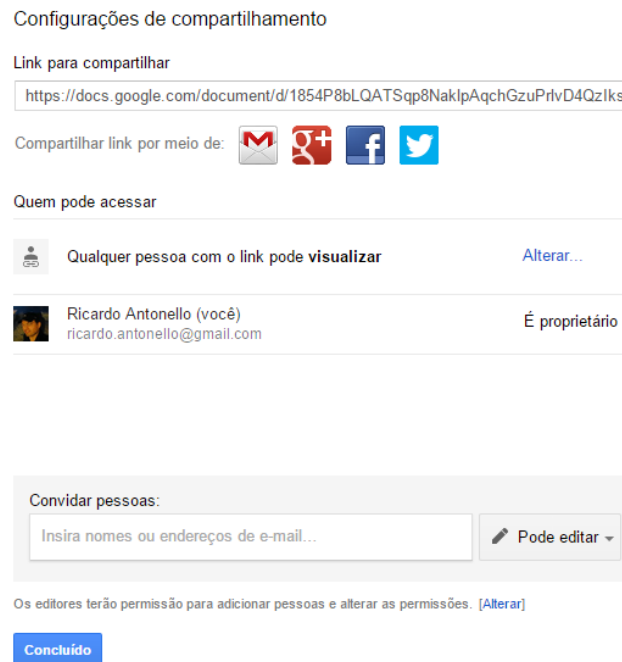 Configurações de compartilhamento
Link para compartilhar
https://docs.google.com/document/d/1854P8bLQATSqp8NaklpAqchGzuPrlvD4QzIks
Compartilhar link por meio de:
Quem pode acessar
Qualquer pessoa com o link pode visualizar Alterar...
Ricardo Antonello (você) É proprietário
ricardo.antonello@gmail.com
Convidar pessoas:
Insira nomes ou endereços de e-mail... Pode editar
Os editores terão permissão para adicionar pessoas e alterar as permissões. [Alterar]
Concluído